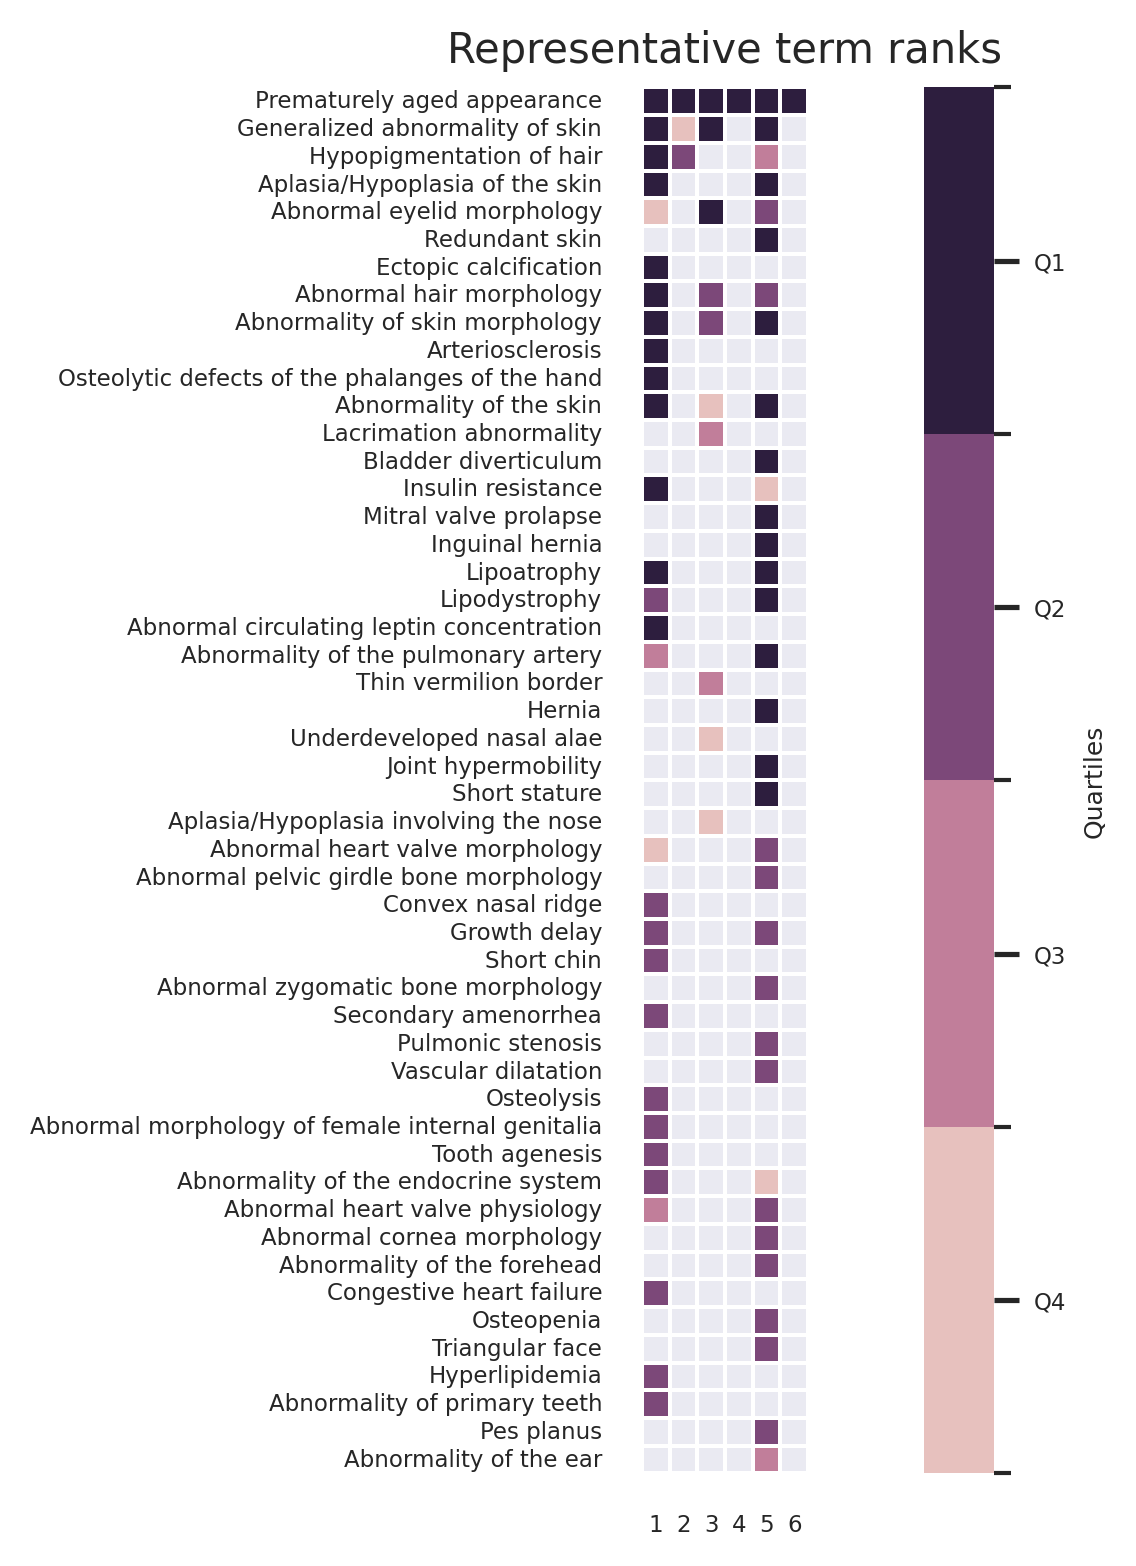 Representative term ranks
Prematurely aged appearance
Generalized abnormality of skin
Hypopigmentation of hair
Aplasia/Hypoplasia of the skin
Abnormal eyelid morphology
Redundant skin
Ectopic calcification
Abnormal hair morphology
Abnormality of skin morphology
Arteriosclerosis
Osteolytic defects of the phalanges of the hand
Abnormality of the skin
Lacrimation abnormality
Bladder diverticulum
Insulin resistance
Mitral valve prolapse
Inguinal hernia
Lipoatrophy
Lipodystrophy
Abnormal circulating leptin concentration
Abnormality of the pulmonary artery
Thin vermilion border
Hernia
Underdeveloped nasal alae
Joint hypermobility
Short stature
Aplasia/Hypoplasia involving the nose
Abnormal heart valve morphology
Abnormal pelvic girdle bone morphology
Convex nasal ridge
Growth delay
Short chin
Abnormal zygomatic bone morphology
Secondary amenorrhea
Pulmonic stenosis
Vascular dilatation
Osteolysis
Abnormal morphology of female internal genitalia
Tooth agenesis
Abnormality of the endocrine system
Abnormal heart valve physiology
Abnormal cornea morphology
Abnormality of the forehead
Congestive heart failure
Osteopenia
Triangular face
Hyperlipidemia
Abnormality of primary teeth
Pes planus
Abnormality of the ear
1 2 3 4 5 6
Q1
Q2
Q3
Q4
Quartiles